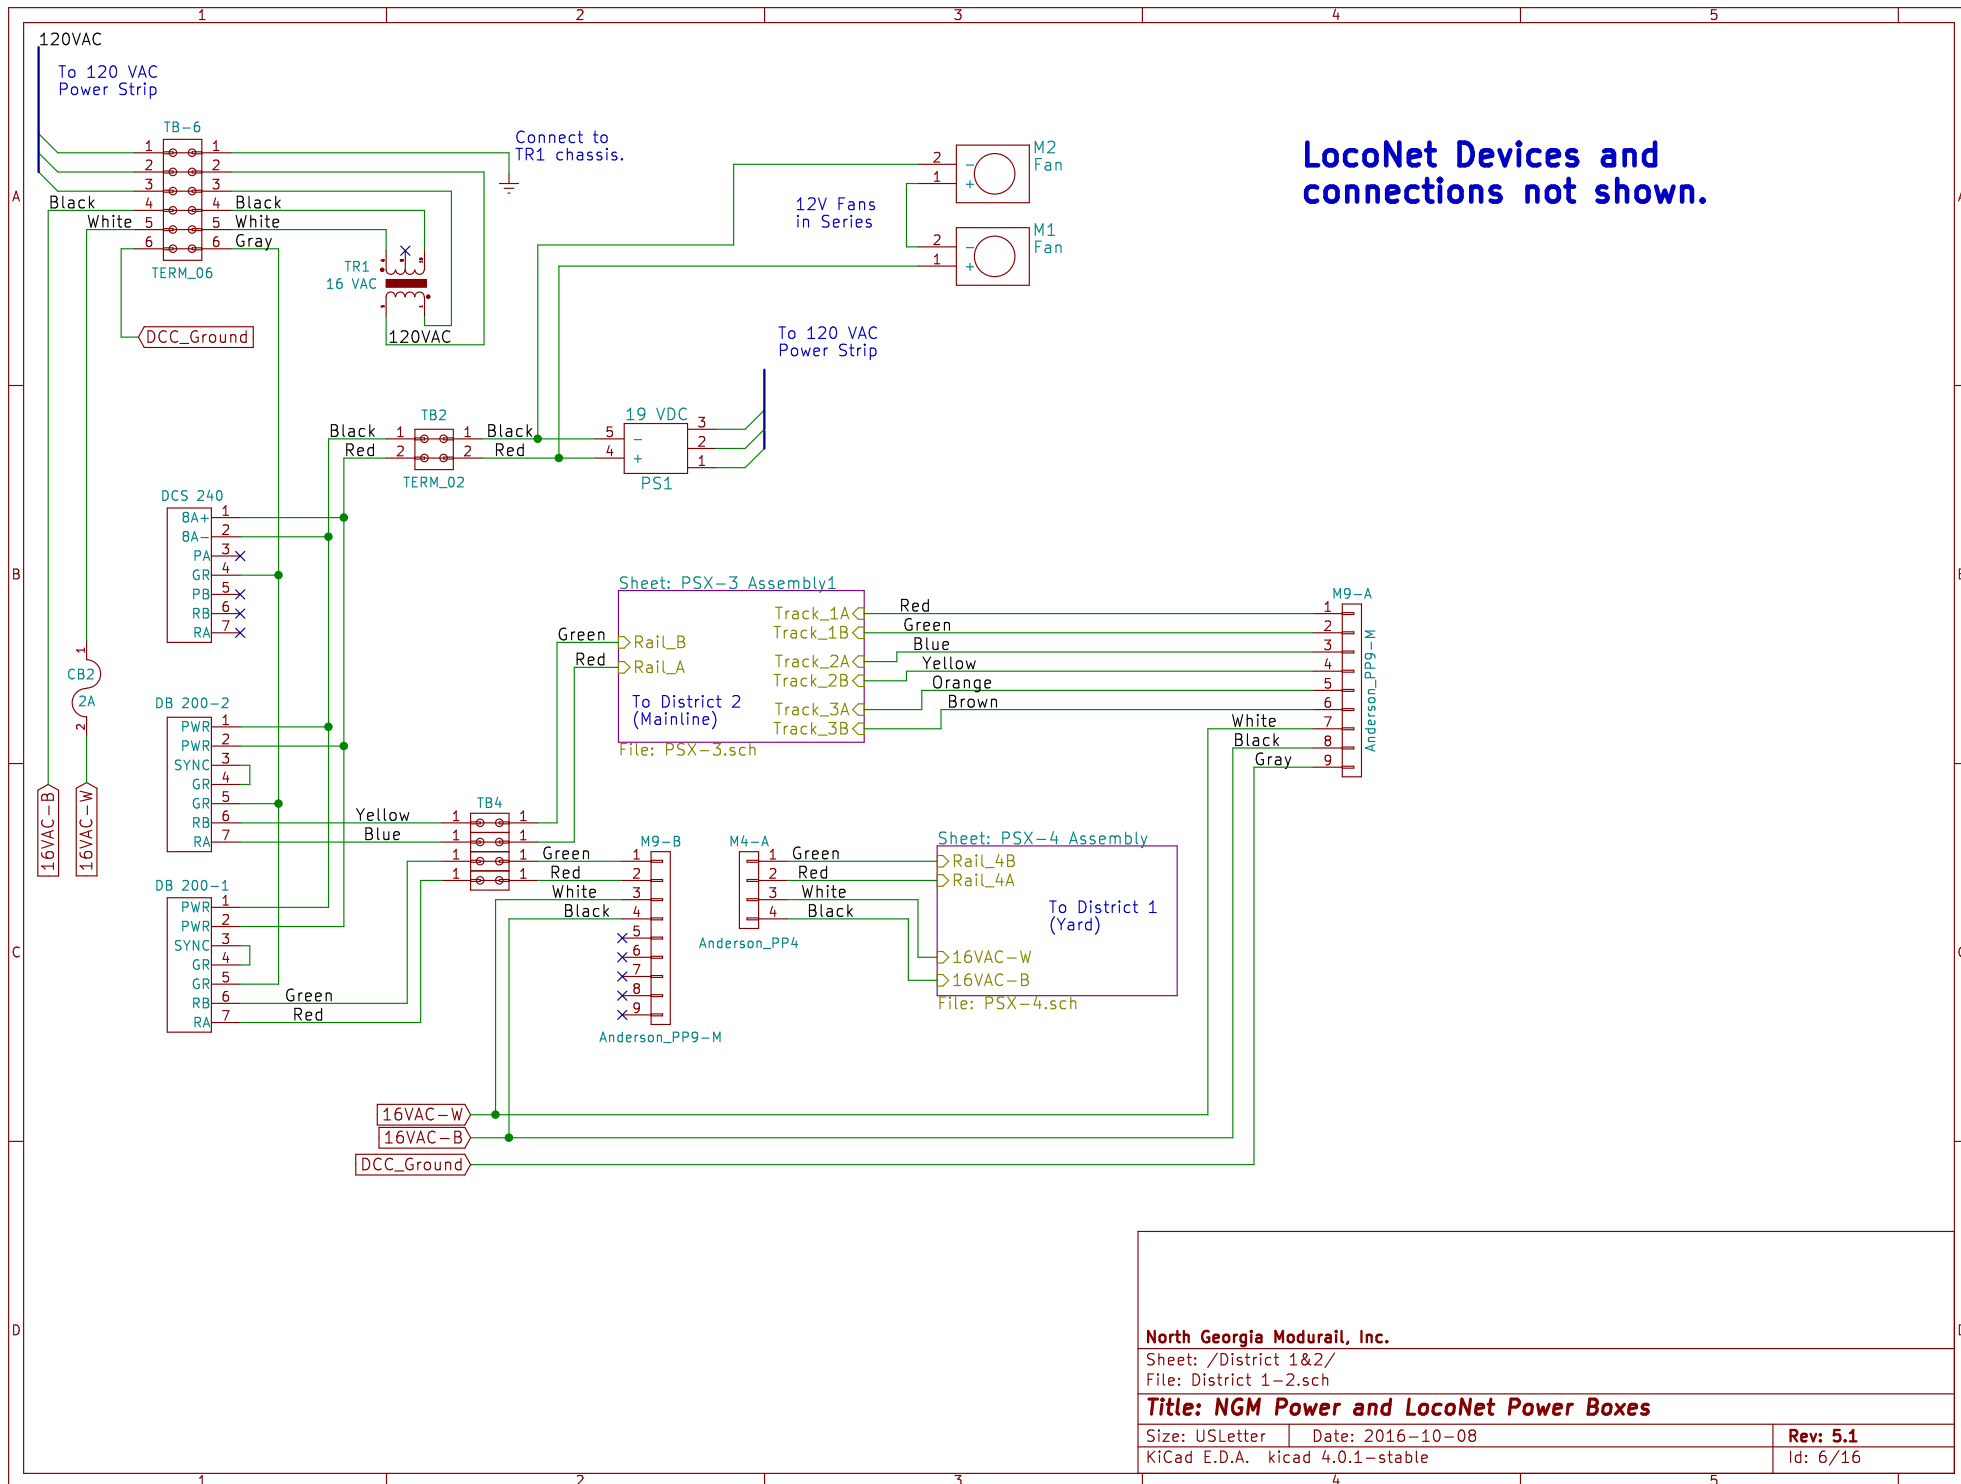 1 2 3 4 5
A
B
C
D
120VAC
To 120 VAC
Power Strip
TB-6
1 1
2 2
3 3
Black 4 4 Black
White 5 5 White
6 6 Gray
TERM_06
DCC_Ground
Connect to
TR1 chassis.
TR1
16 VAC
120VAC
12V Fans
in Series
2 −
1 +
M2
Fan
2 −
1 +
M1
Fan
LocoNet Devices and
connections not shown.
To 120 VAC
Power Strip
TB2
Black 1 1 Black
Red 2 2 Red
TERM_02
19 VDC
5 − 3
4 + 2
1
PS1
DCS 240
8A+ 1
8A− 2
PA 3
GR 4
PB 5
RB 6
RA 7
1
CB2
2A
2
16VAC-B
16VAC-W
DB 200-2
PWR 1
PWR 2
SYNC 3
GR 4
GR 5
RB 6 Yellow
RA 7 Blue
DB 200-1
PWR 1
PWR 2
SYNC 3
GR 4
GR 5
RB 6 Green
RA 7 Red
TB4
1 1
1 1
1 1
1 1
Sheet: PSX-3 Assembly1
Green Rail_B
Red Rail_A
Track_1A Red
Track_1B Green
Track_2A Blue
Track_2B Yellow
Track_3A Orange
Track_3B Brown
To District 2
(Mainline)
File: PSX-3.sch
White
Black
Gray
M9-A
1
2
3
4
5
6
7
8
9
Anderson_PP9-M
M9-B
Green 1
Red 2
White 3
Black 4
5
6
7
8
9
Anderson_PP9-M
M4-A
1 Green
2 Red
3 White
4 Black
Anderson_PP4
Sheet: PSX-4 Assembly
Rail_4B
Rail_4A
To District 1
(Yard)
16VAC-W
16VAC-B
File: PSX-4.sch
16VAC-W
16VAC-B
DCC_Ground
North Georgia Modurail, Inc.
Sheet: /District 1&2/
File: District 1-2.sch
Title: NGM Power and LocoNet Power Boxes
Size: USLetter Date: 2016-10-08 Rev: 5.1
KiCad E.D.A. kicad 4.0.1-stable Id: 6/16
1 2 3 4 5